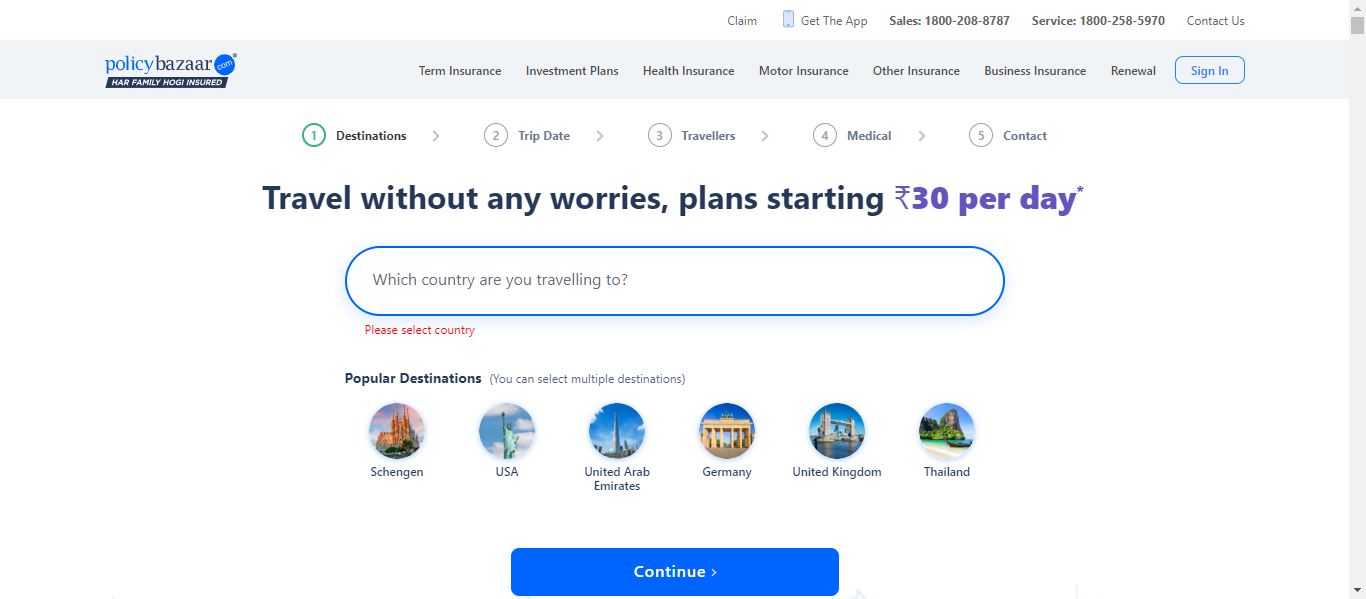 Claim Get The App Sales: 1800-208-8787 Service: 1800-258-5970 Contact Us
policybazaar.com
HAR FAMILY HOGI INSURED
Term Insurance Investment Plans Health Insurance Motor Insurance Other Insurance Business Insurance Renewal Sign In
1 Destinations > 2 Trip Date > 3 Travellers > 4 Medical > 5 Contact
Travel without any worries, plans starting ₹30 per day*
Which country are you travelling to?
Please select country
Popular Destinations (You can select multiple destinations)
Schengen USA United Arab Emirates Germany United Kingdom Thailand
Continue ›